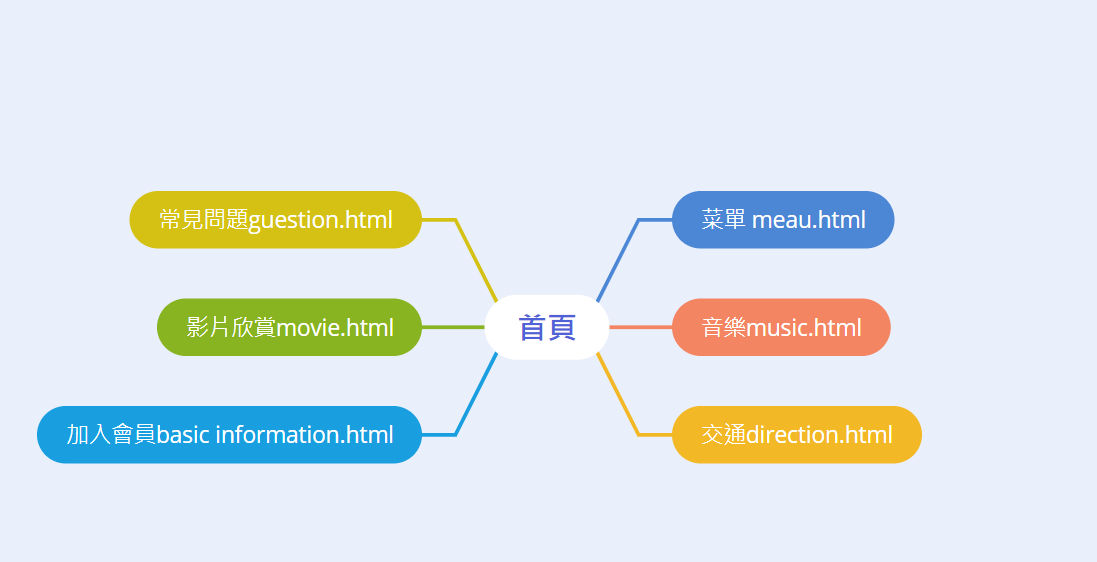 首頁
常見問題guestion.html
影片欣賞movie.html
加入會員basic information.html
菜單 meau.html
音樂music.html
交通direction.html